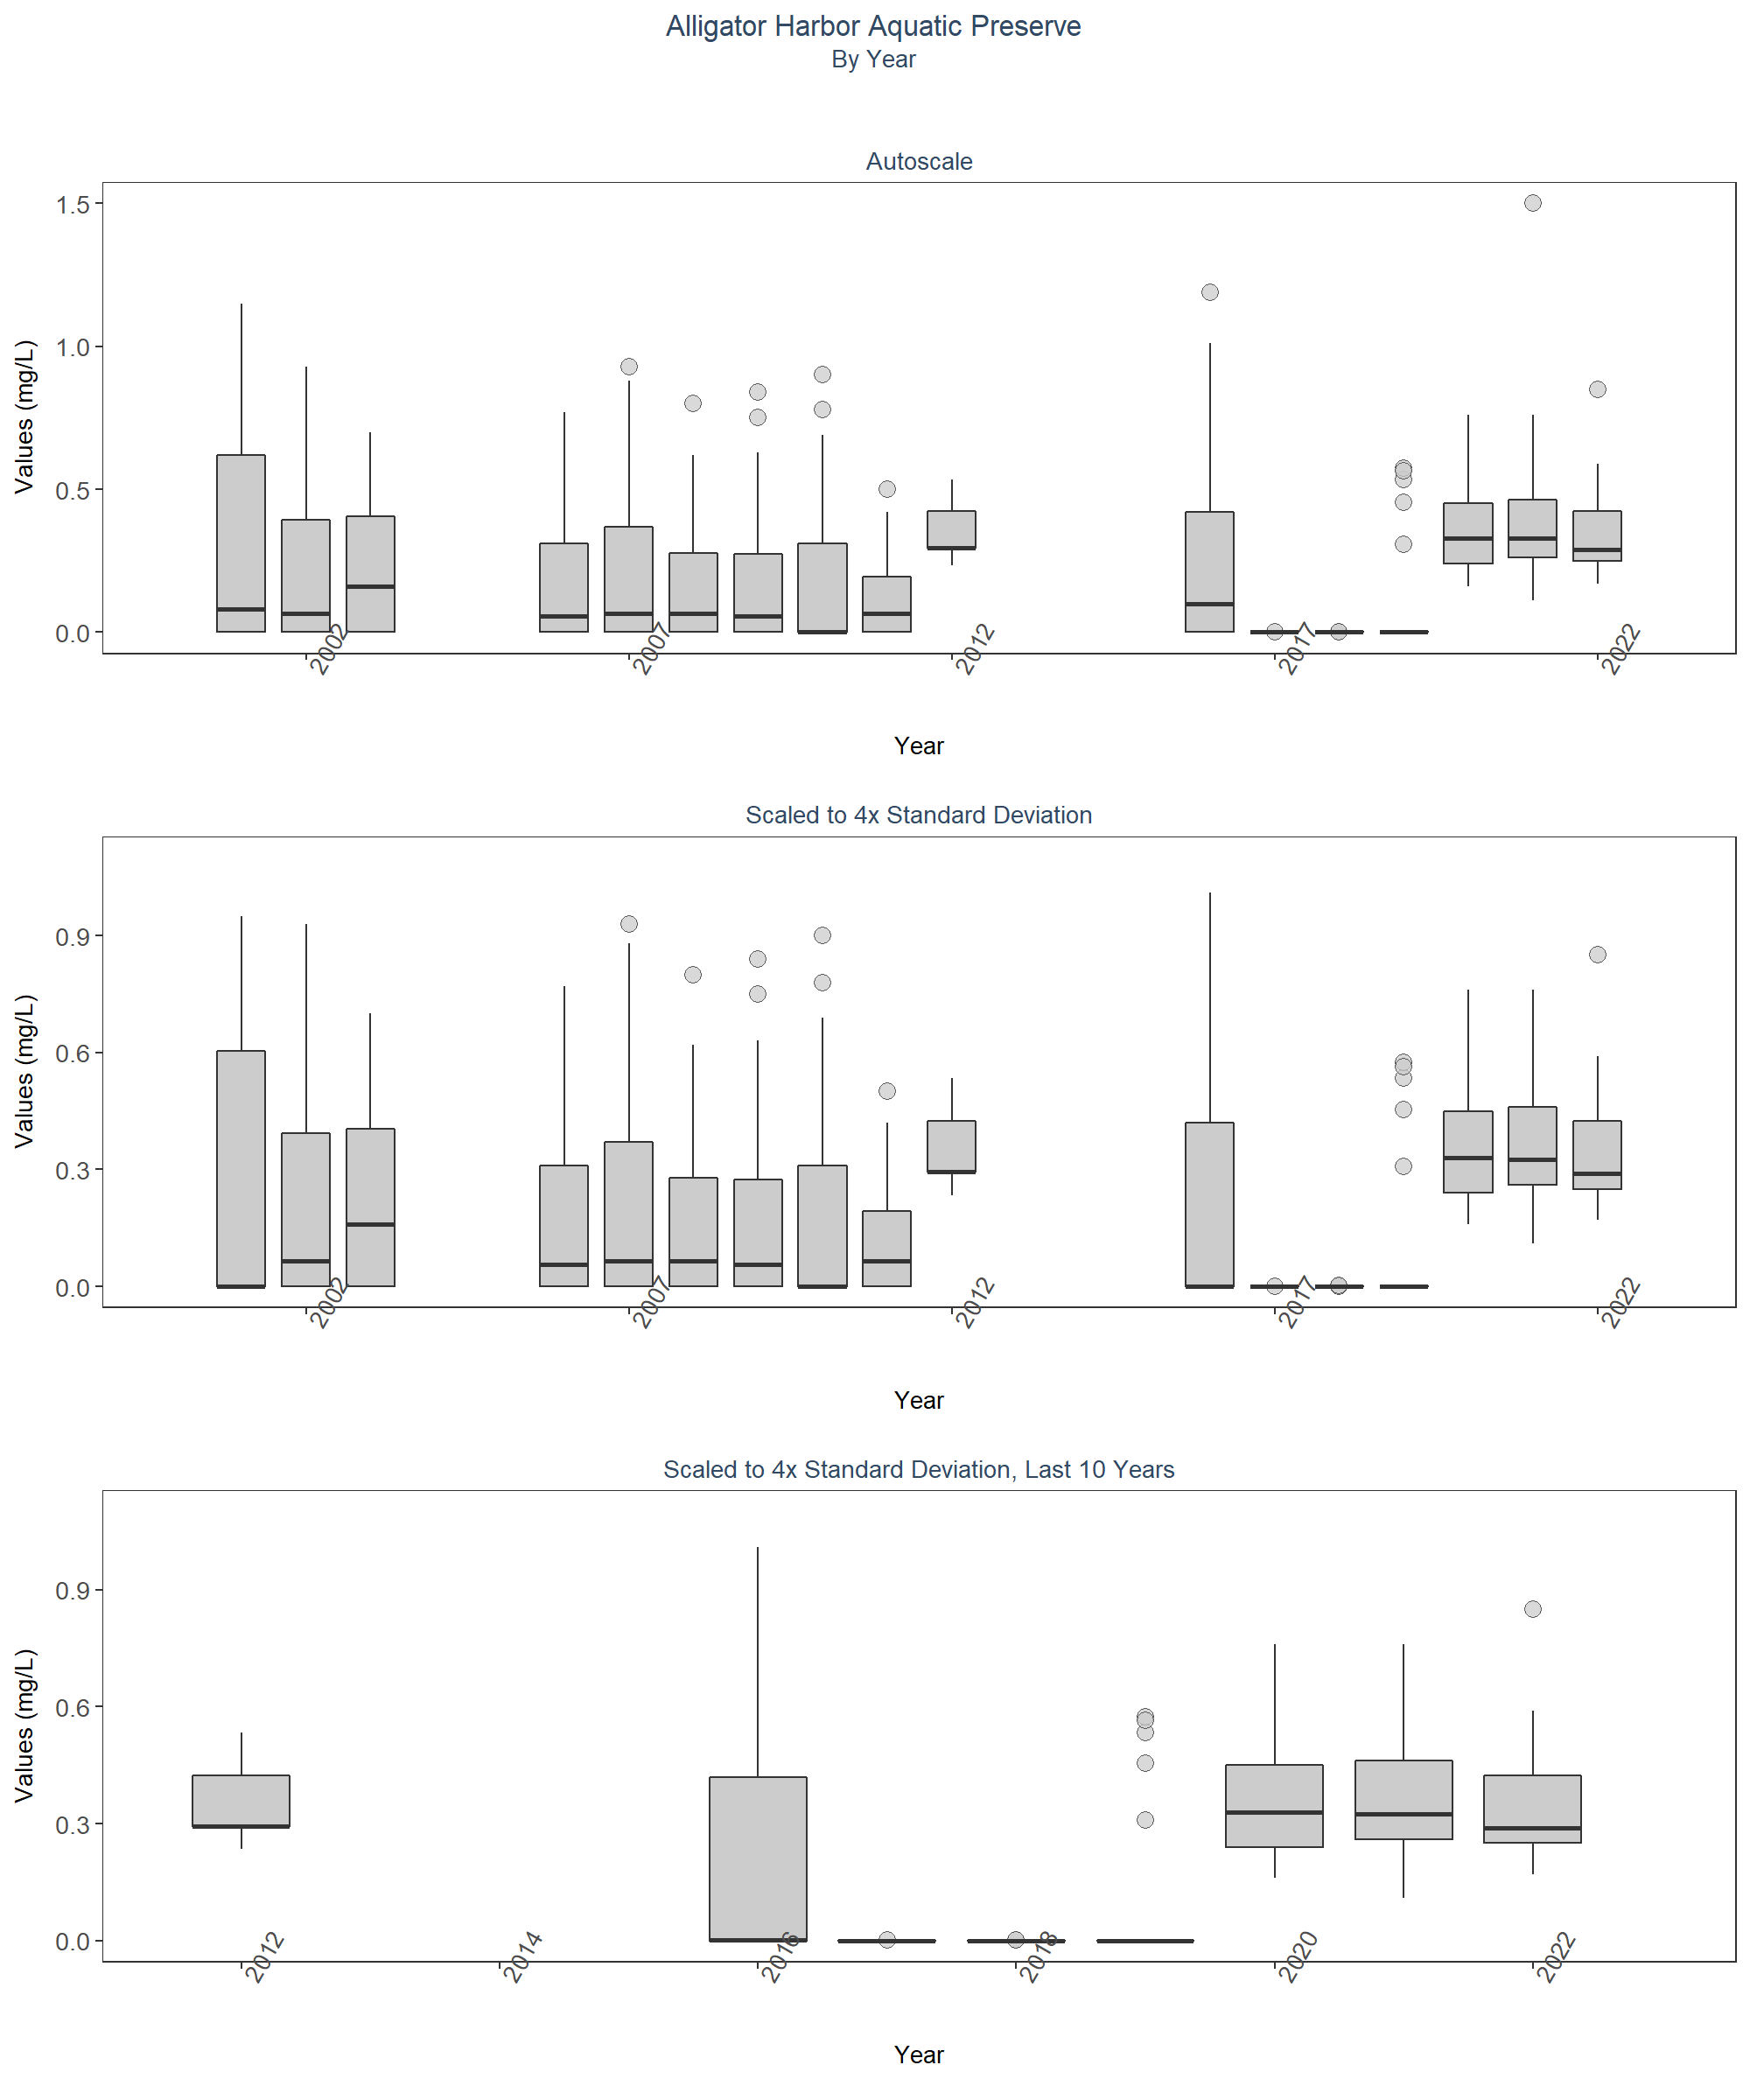 Alligator Harbor Aquatic Preserve
By Year
Autoscale
Values (mg/L)
1.5
1.0
0.5
0.0
2002
2007
2012
2017
2022
Year
Scaled to 4x Standard Deviation
Values (mg/L)
0.9
0.6
0.3
0.0
2002
2007
2012
2017
2022
Year
Scaled to 4x Standard Deviation, Last 10 Years
Values (mg/L)
0.9
0.6
0.3
0.0
2012
2014
2016
2018
2020
2022
Year